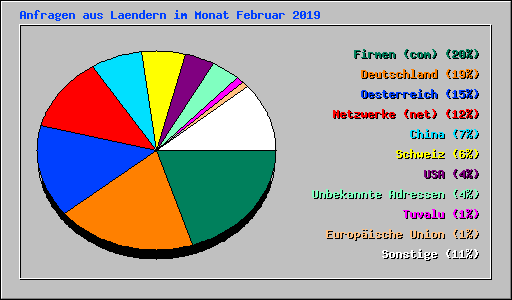 Anfragen aus Laendern im Monat Februar 2019
Firmen (com) (20%)
Deutschland (19%)
Oesterreich (15%)
Netzwerke (net) (12%)
China (7%)
Schweiz (6%)
USA (4%)
Unbekannte Adressen (4%)
Tuvalu (1%)
Europäische Union (1%)
Sonstige (11%)